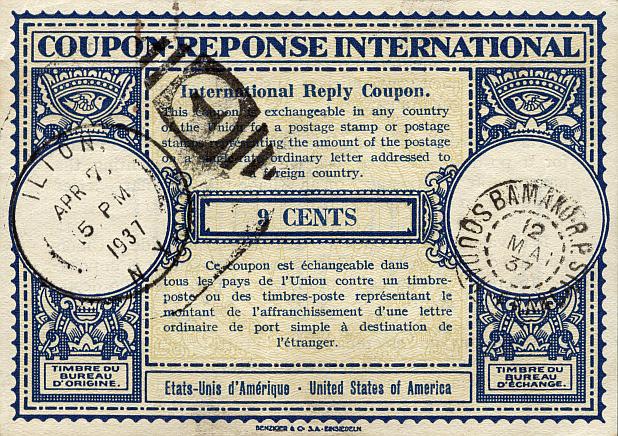 COUPON-REPONSE INTERNATIONAL
International Reply Coupon.
This coupon is exchangeable in any country
of the Union for a postage stamp or postage
stamps representing the amount of the postage
on a single-rate ordinary letter addressed to
foreign country.
9 CENTS
Ce coupon est échangeable dans
tous les pays de l'Union contre un timbre-
poste ou des timbres-poste représentant le
montant de l'affranchissement d'une lettre
ordinaire de port simple à destination de
l'étranger.
ILION,
APR 7,
5 PM
1937
N.Y.
BAMAKO
12
MAI
37
TIMBRE DU
BUREAU
D'ORIGINE.
TIMBRE DU
BUREAU
D'ÉCHANGE.
Etats-Unis d'Amérique · United States of America
BENZIGER & Co S.A. - EINSIEDELN